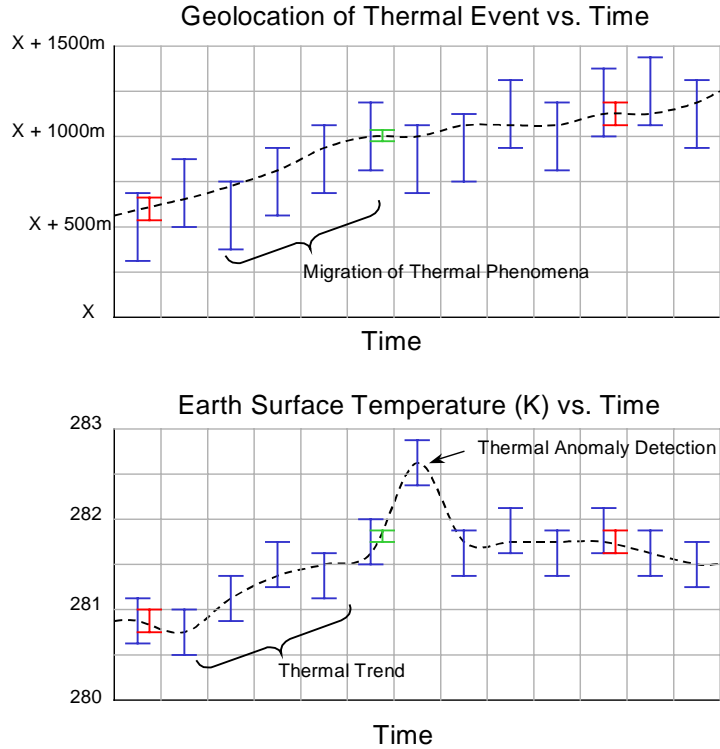 Geolocation of Thermal Event vs. Time
X + 1500m
X + 1000m
X + 500m
Migration of Thermal Phenomena
X
Time
Earth Surface Temperature (K) vs. Time
283
Thermal Anomaly Detection
282
281
Thermal Trend
280
Time